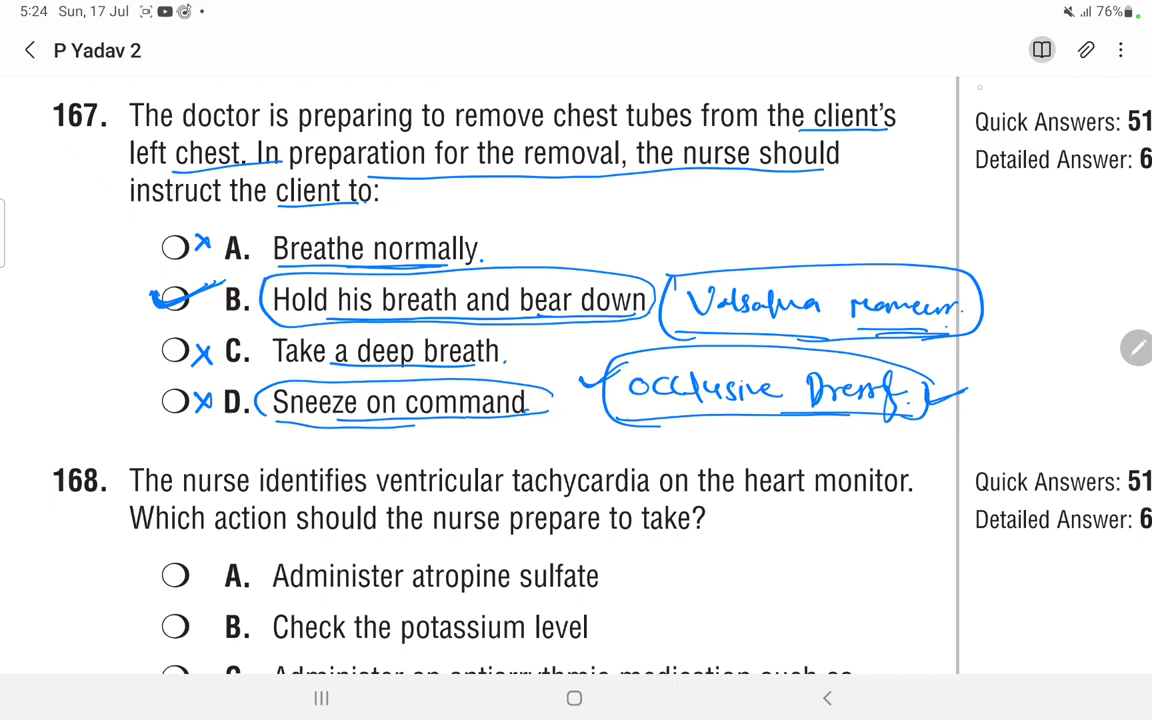 5:24 Sun, 17 Jul • 76%
P Yadav 2
167. The doctor is preparing to remove chest tubes from the client's
left chest. In preparation for the removal, the nurse should
instruct the client to:
Quick Answers: 51
Detailed Answer: 6
A. Breathe normally.
B. Hold his breath and bear down
C. Take a deep breath
occlusive
D. Sneeze on command
168. The nurse identifies ventricular tachycardia on the heart monitor.
Which action should the nurse prepare to take?
Quick Answers: 51
Detailed Answer: 6
A. Administer atropine sulfate
B. Check the potassium level